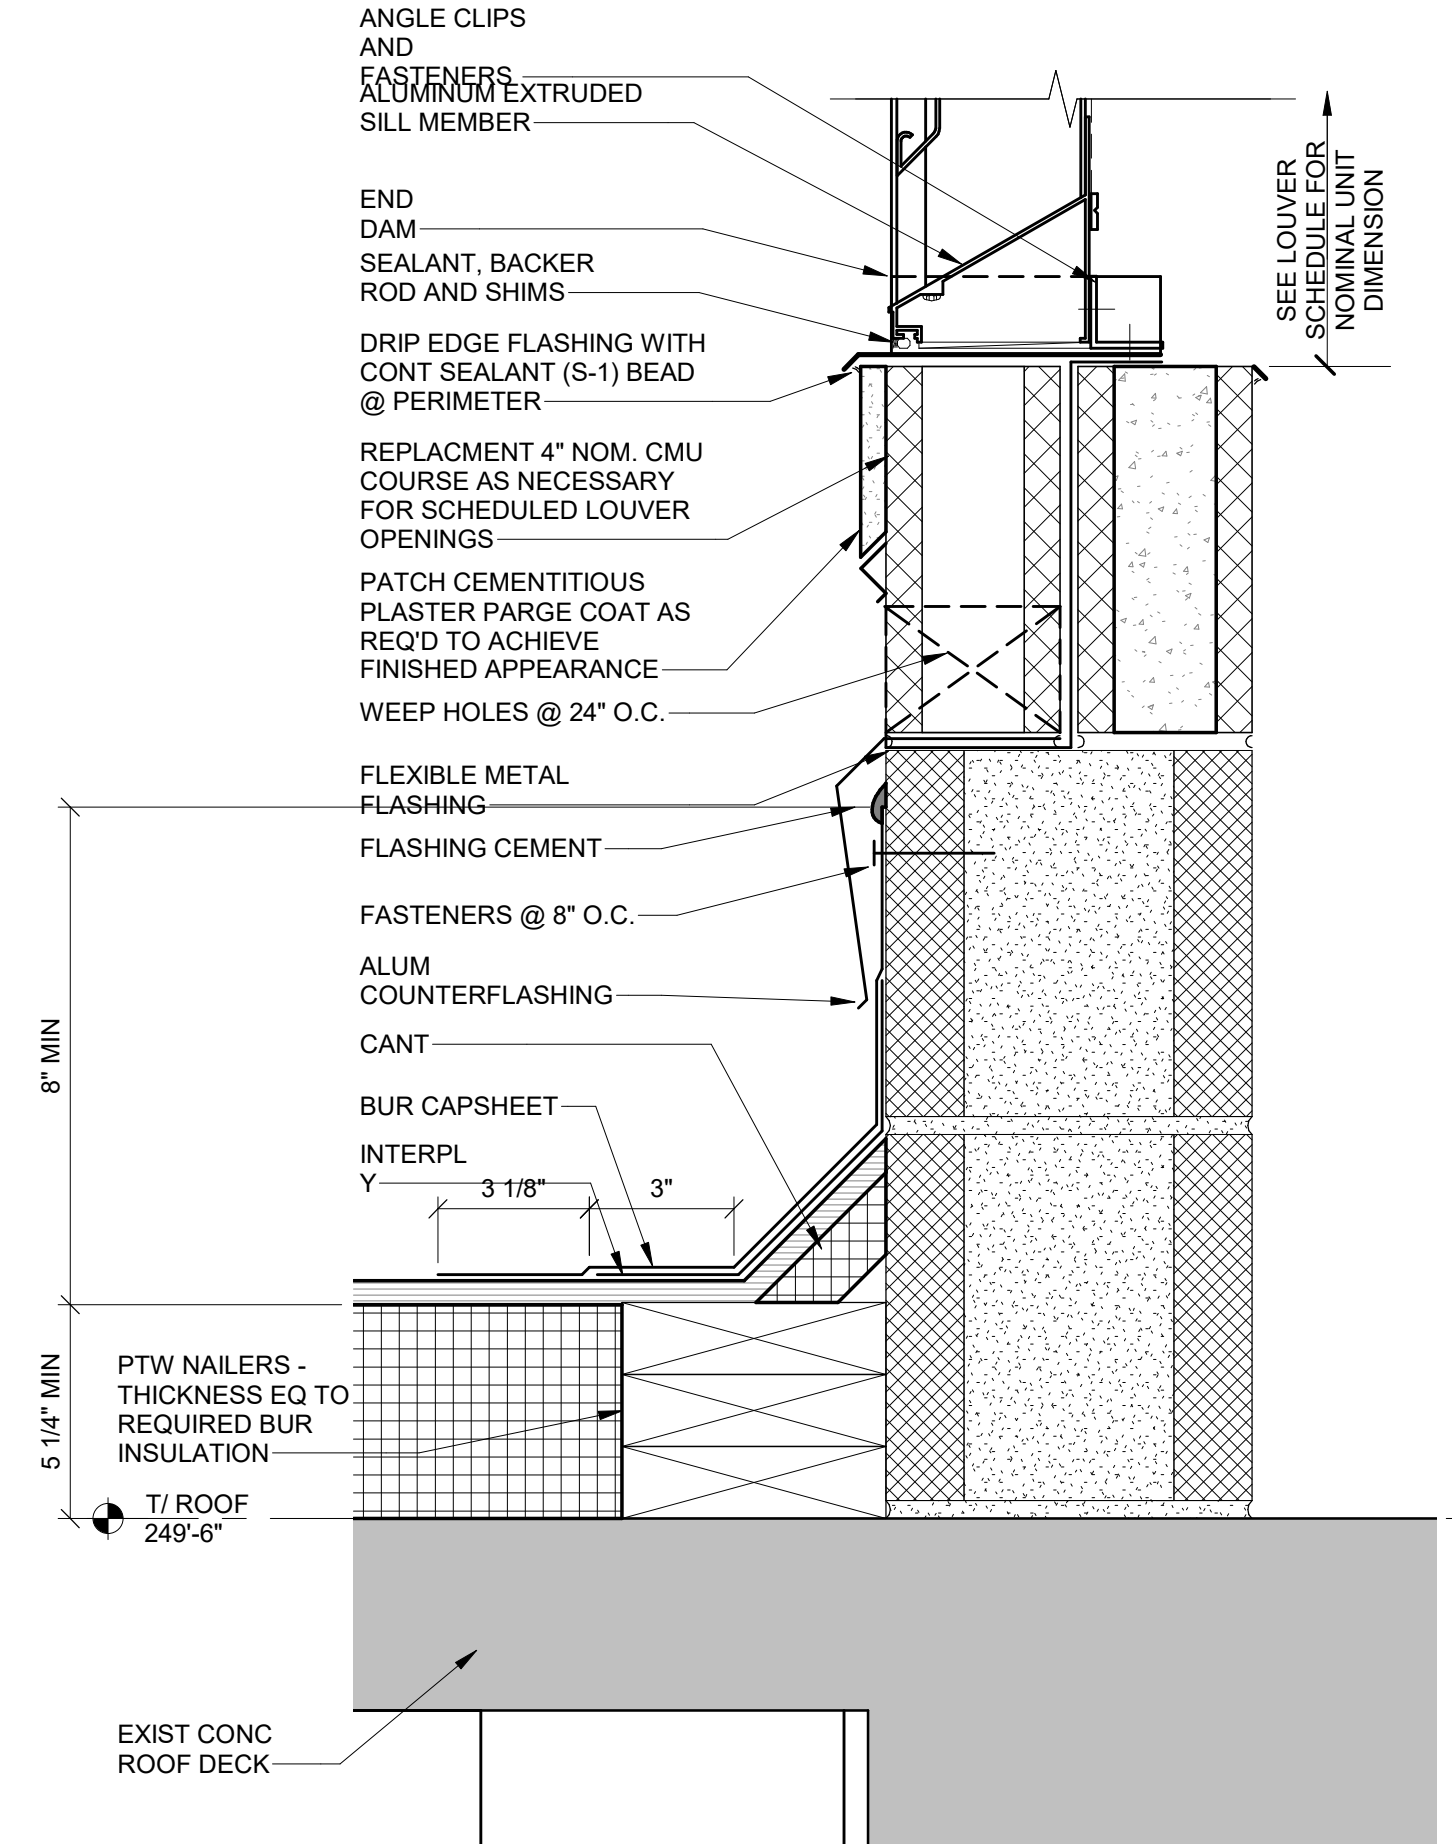 ANGLE CLIPS
AND
FASTENERS
ALUMINUM EXTRUDED
SILL MEMBER
END
DAM
SEALANT, BACKER
ROD AND SHIMS
DRIP EDGE FLASHING WITH
CONT SEALANT (S-1) BEAD
@ PERIMETER
REPLACMENT 4" NOM. CMU
COURSE AS NECESSARY
FOR SCHEDULED LOUVER
OPENINGS
PATCH CEMENTITIOUS
PLASTER PARGE COAT AS
REQ'D TO ACHIEVE
FINISHED APPEARANCE
WEEP HOLES @ 24" O.C.
FLEXIBLE METAL
FLASHING
FLASHING CEMENT
FASTENERS @ 8" O.C.
ALUM
COUNTERFLASHING
CANT
BUR CAPSHEET
INTERPL
Y
3 1/8"
3"
SEE LOUVER
SCHEDULE FOR
NOMINAL UNIT
DIMENSION
8" MIN
5 1/4" MIN
PTW NAILERS -
THICKNESS EQ TO
REQUIRED BUR
INSULATION
T/ ROOF
249'-6"
EXIST CONC
ROOF DECK